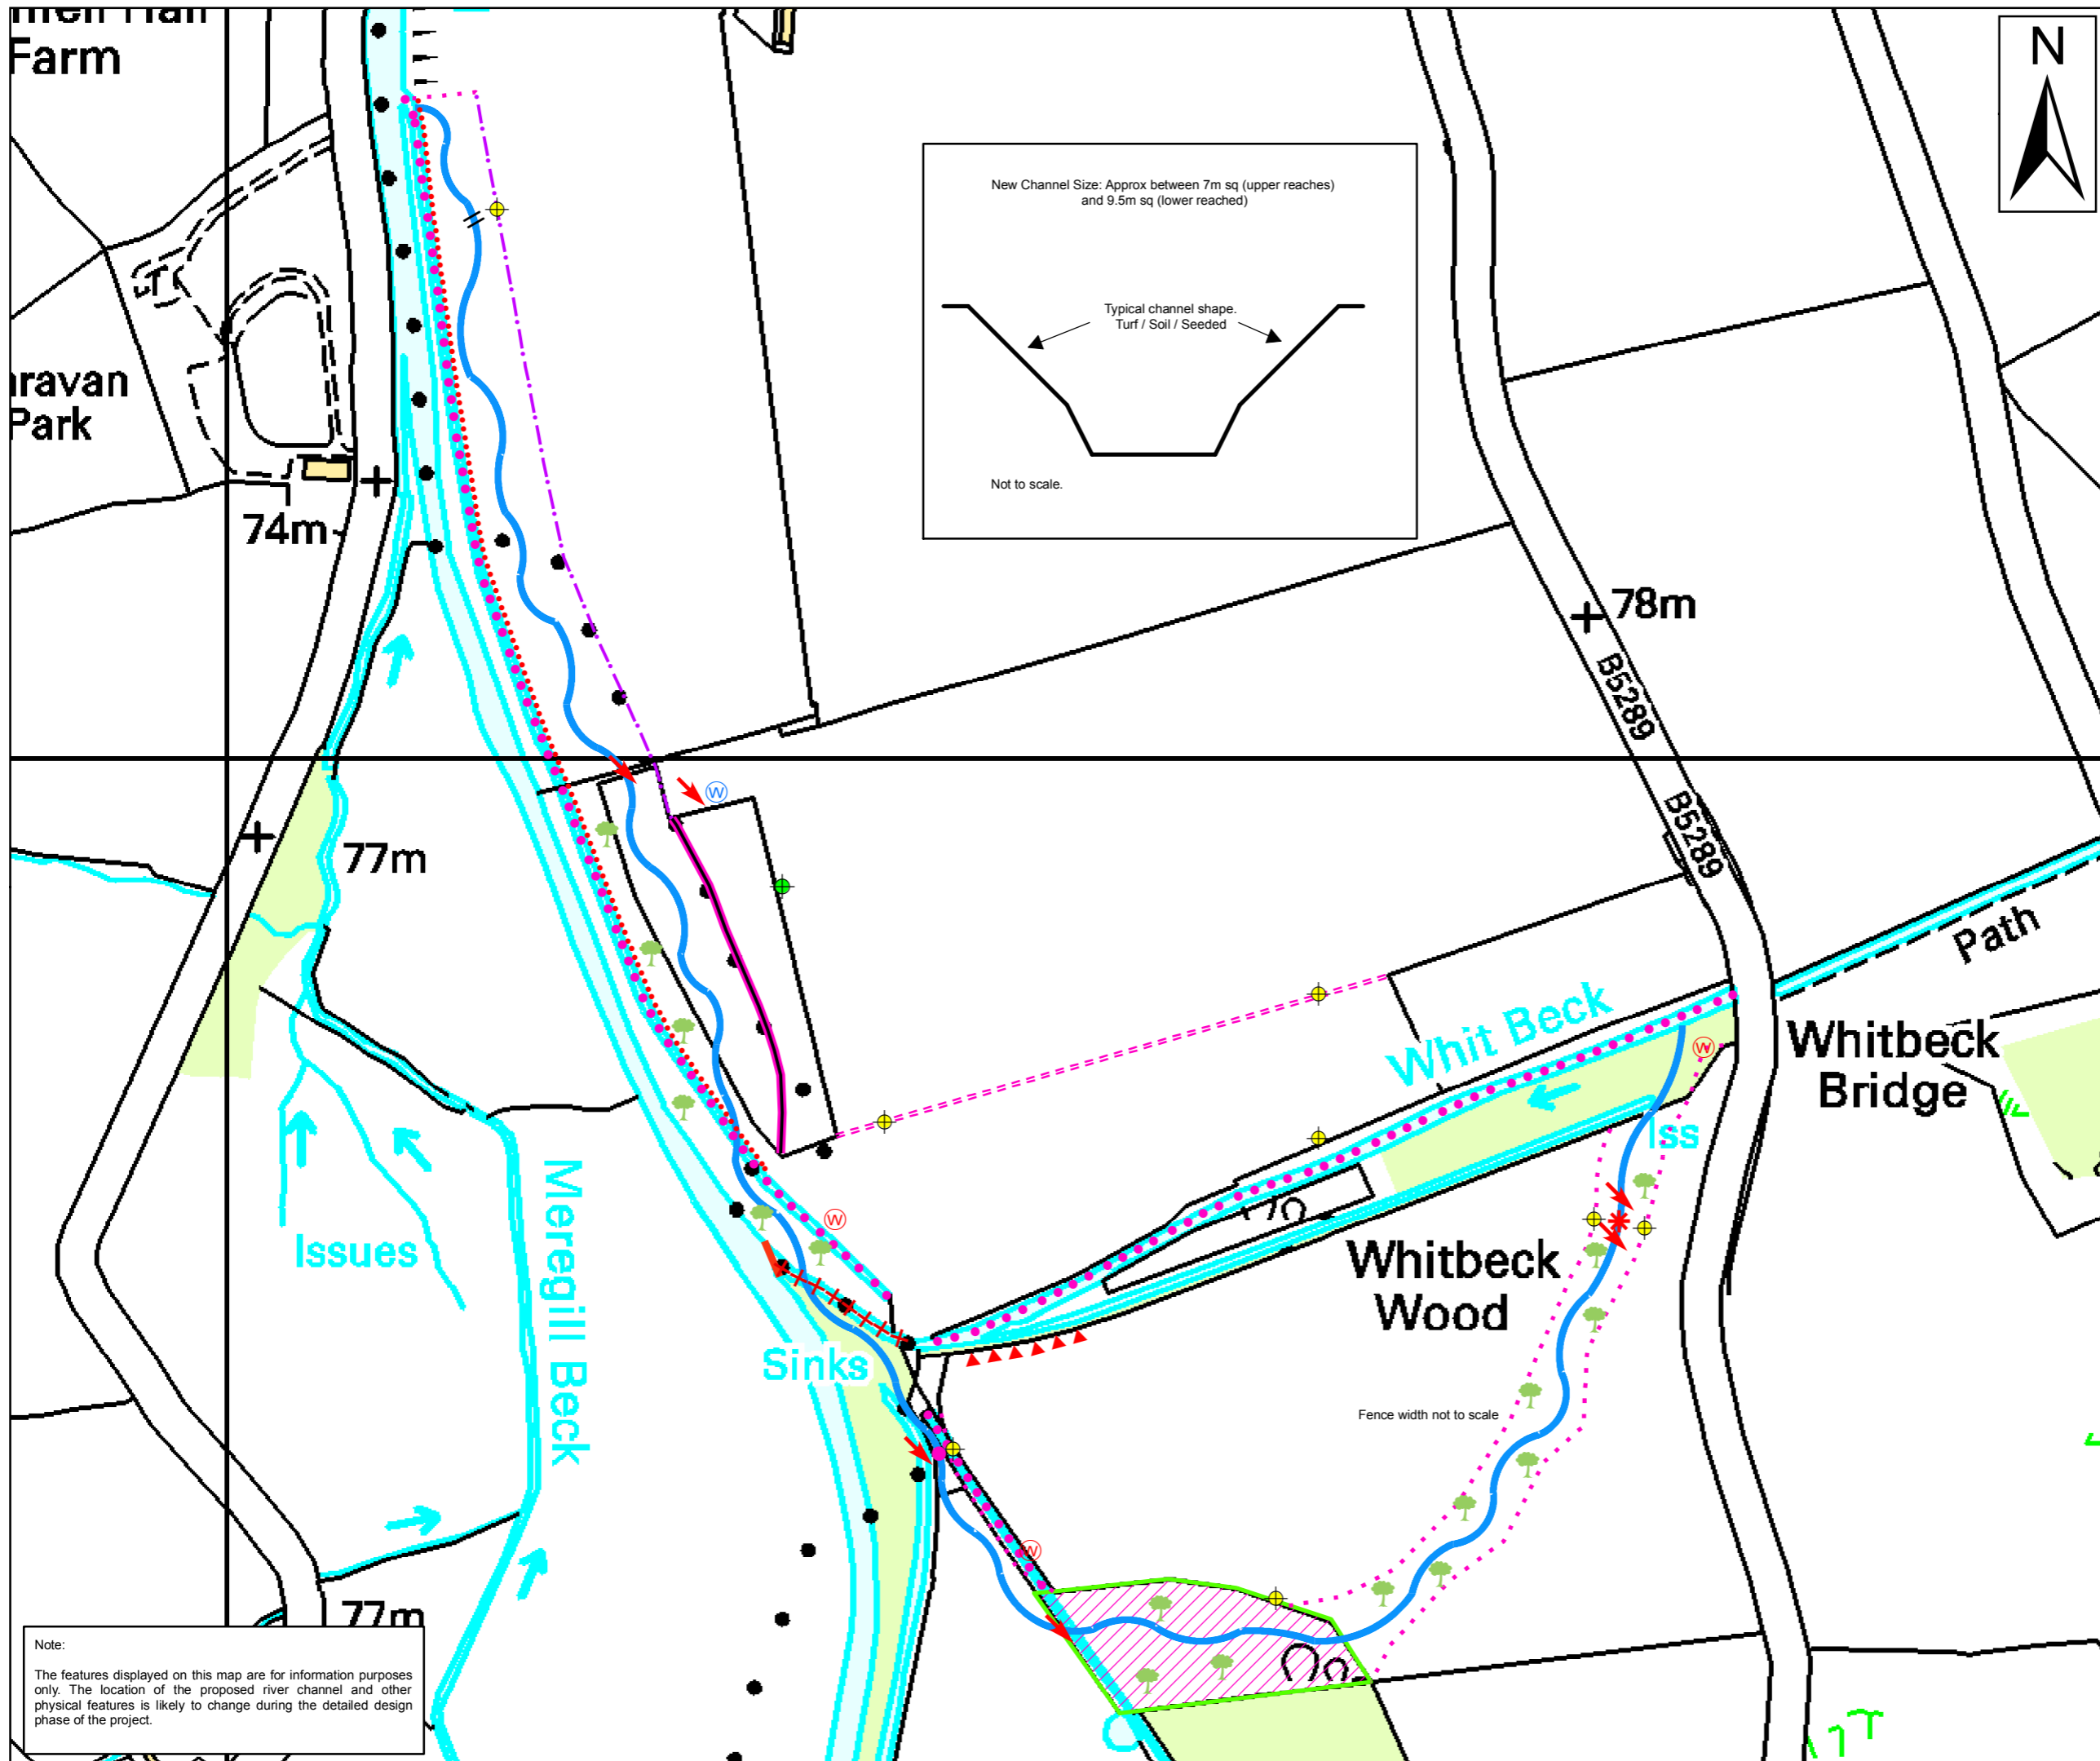 Farm
N
New Channel Size: Approx between 7m sq (upper reaches)
and 9.5m sq (lower reached)
Typical channel shape.
Turf / Soil / Seeded
Not to scale.
Park
74m
78m
B5289
B5289
W
77m
Path
Whit Beck
W
Whitbeck
Bridge
Iss
Meregill Beck
Issues
W
Whitbeck
Wood
Sinks
Fence width not to scale
W
77m
Note:
The features displayed on this map are for information purposes
only. The location of the proposed river channel and other
physical features is likely to change during the detailed design
phase of the project.